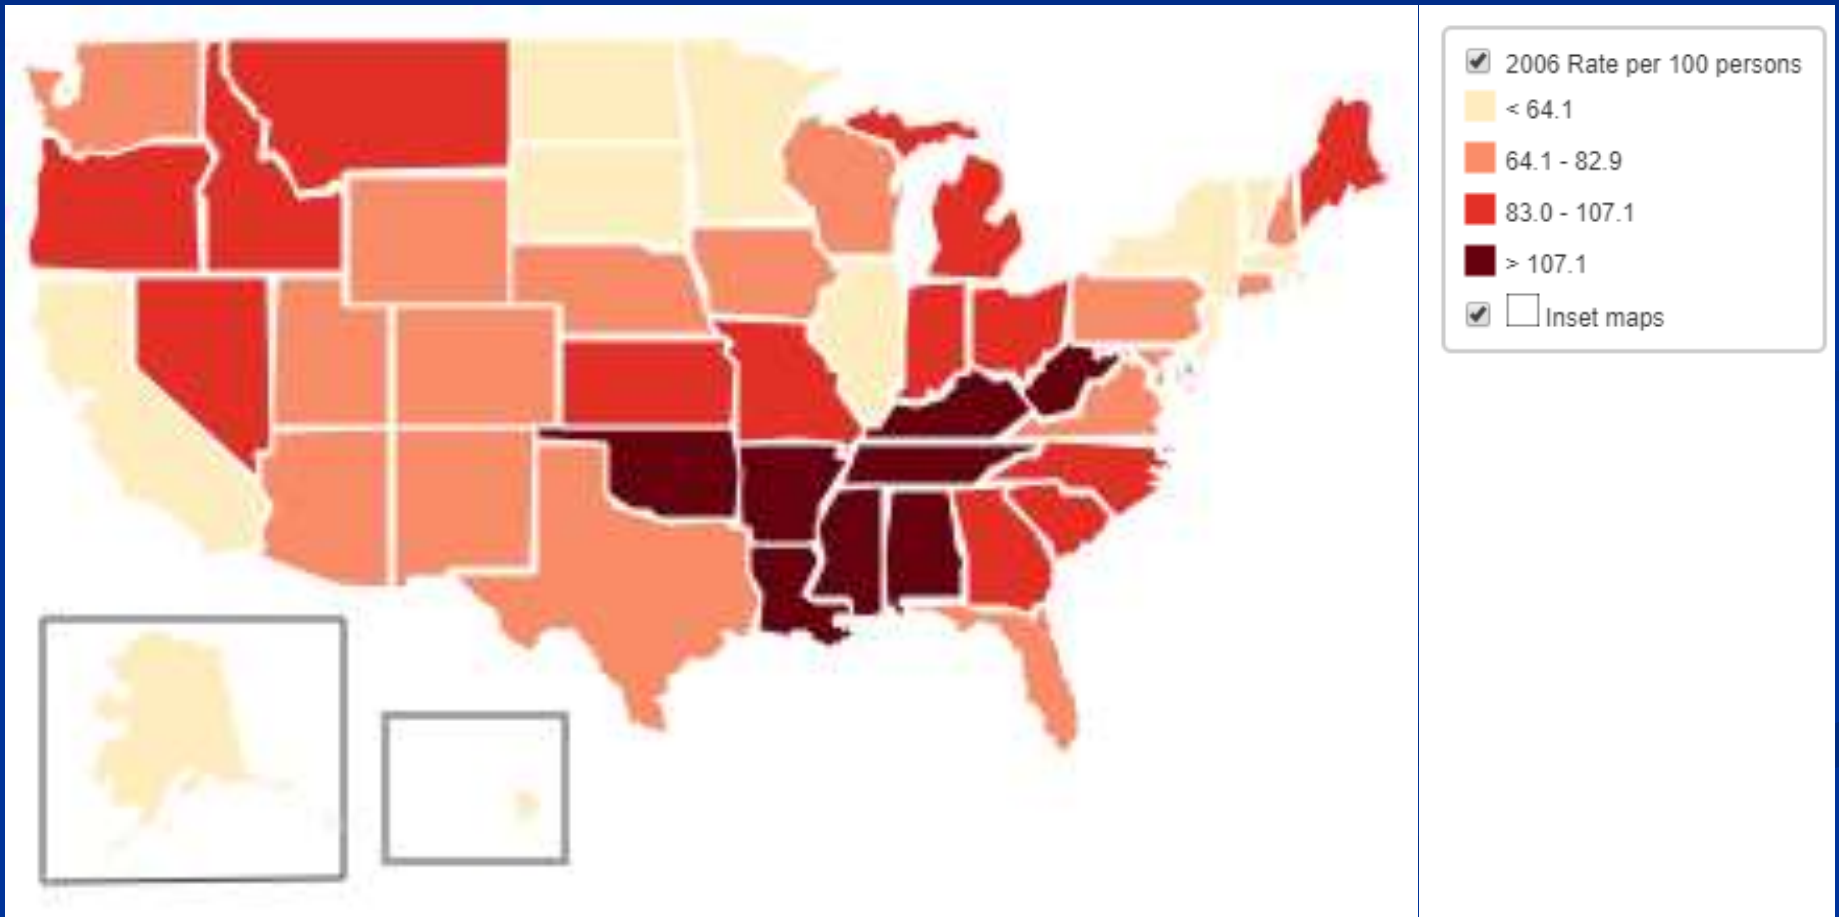 2006 Rate per 100 persons
< 64.1
64.1 - 82.9
83.0 - 107.1
> 107.1
Inset maps